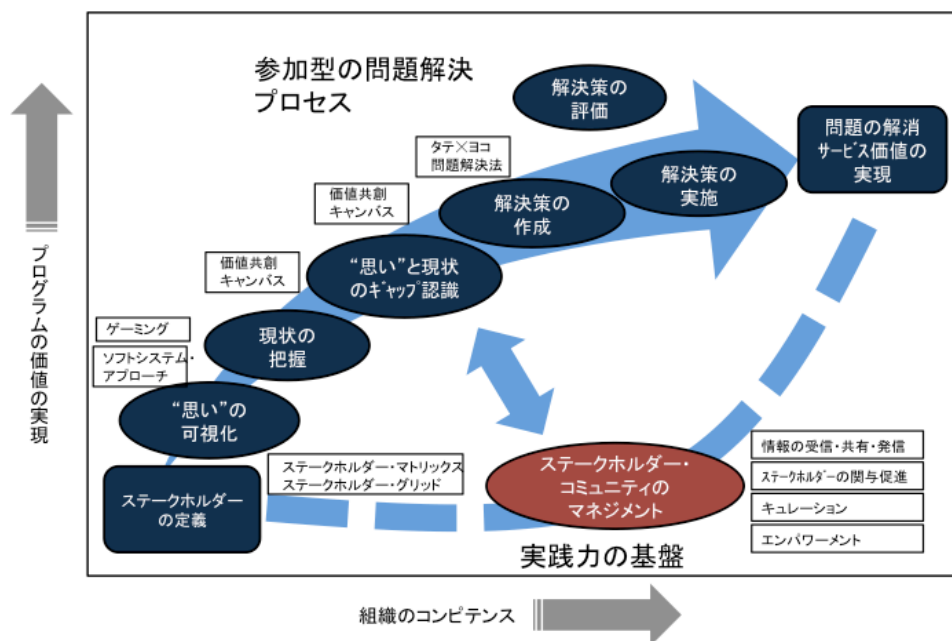 参加型の問題解決
プロセス
解決策の
評価
問題の解消
サービス価値の
実現
タテ×ヨコ
問題解決法
解決策の
実施
価値共創
キャンバス
解決策の
作成
価値共創
キャンバス
“思い”と現状
のギャップ認識
ゲーミング
ソフトシステム・
アプローチ
現状の
把握
“思い”の
可視化
ステークホルダー
の定義
ステークホルダー・マトリックス
ステークホルダー・グリッド
ステークホルダー・
コミュニティの
マネジメント
情報の受信・共有・発信
ステークホルダーの関与促進
キュレーション
エンパワーメント
実践力の基盤
プログラムの価値の実現
組織のコンピテンス